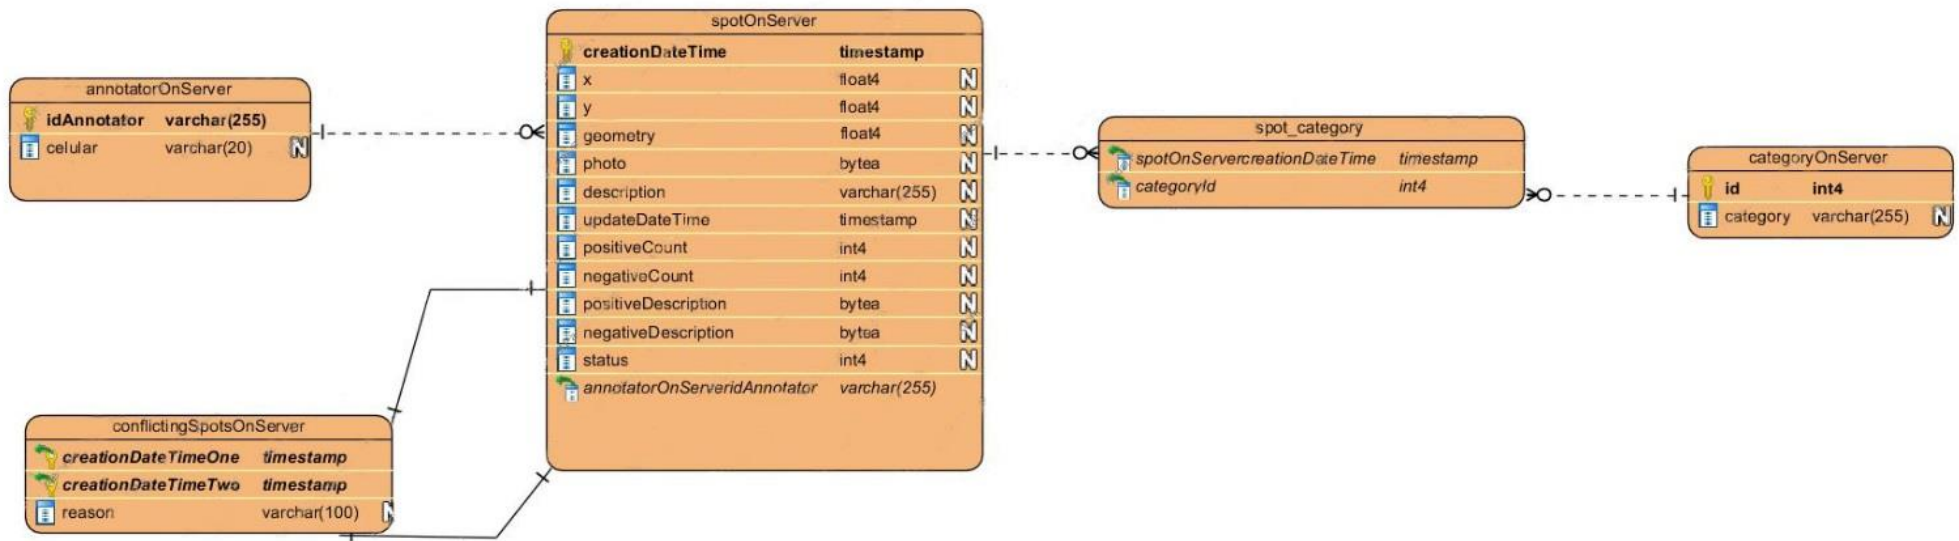 annotatorOnServer
idAnnotator varchar(255)
celular varchar(20) N
spotOnServer
creationDateTime timestamp
x float4 N
y float4 N
geometry float4 N
photo bytea N
description varchar(255) N
updateDateTime timestamp N
positiveCount int4 N
negativeCount int4 N
positiveDescription bytea N
negativeDescription bytea N
status int4 N
annotatorOnServeridAnnotator varchar(255)
spot_category
spotOnServercreationDateTime timestamp
categoryId int4
categoryOnServer
id int4
category varchar(255) N
conflictingSpotsOnServer
creationDateTimeOne timestamp
creationDateTimeTwo timestamp
reason varchar(100) N